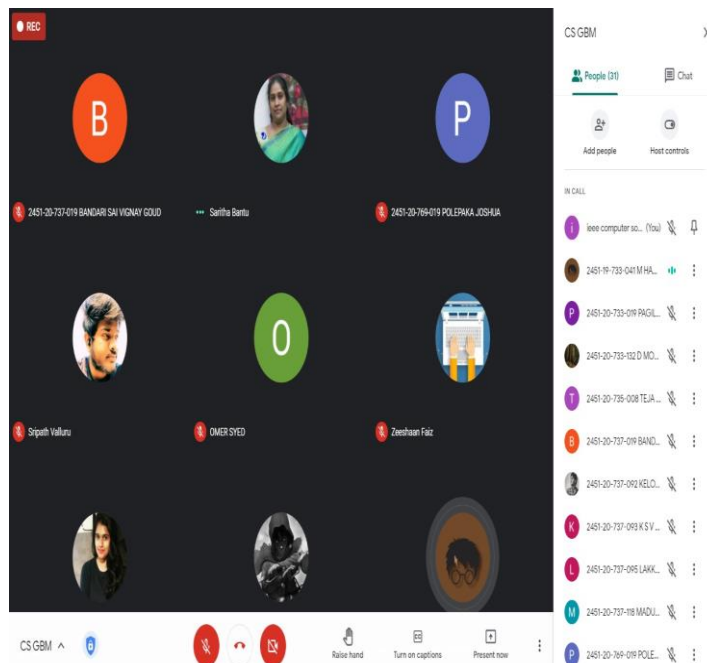 REC
B
P
2451-20-737-019 BANDARI SAI VIGNAY GOUD
Saritha Bantu
2451-20-769-019 POLEPAKA JOSHUA
O
Sripath Valluru
OMER SYED
Zeeshaan Faiz
CS GBM
Raise hand
Turn on captions
Present now
CS GBM
People (31)
Chat
Add people
Host controls
IN CALL
i
ieee computer so... (You)
2451-19-733-041 M HA...
P
2451-20-733-019 PAGIL...
2451-20-733-132 D MO...
T
2451-20-735-008 TEJA ...
B
2451-20-737-019 BAND...
2451-20-737-092 KELO...
K
2451-20-737-093 K S V ...
L
2451-20-737-095 LAKK...
M
2451-20-737-118 MADU...
P
2451-20-769-019 POLE...